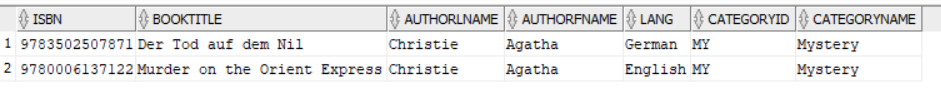 ISBN BOOKTITLE AUTHORLNAME AUTHORFNAME LANG CATEGORYID CATEGORYNAME
1 9783502507871 Der Tod auf dem Nil Christie Agatha German MY Mystery
2 9780006137122 Murder on the Orient Express Christie Agatha English MY Mystery